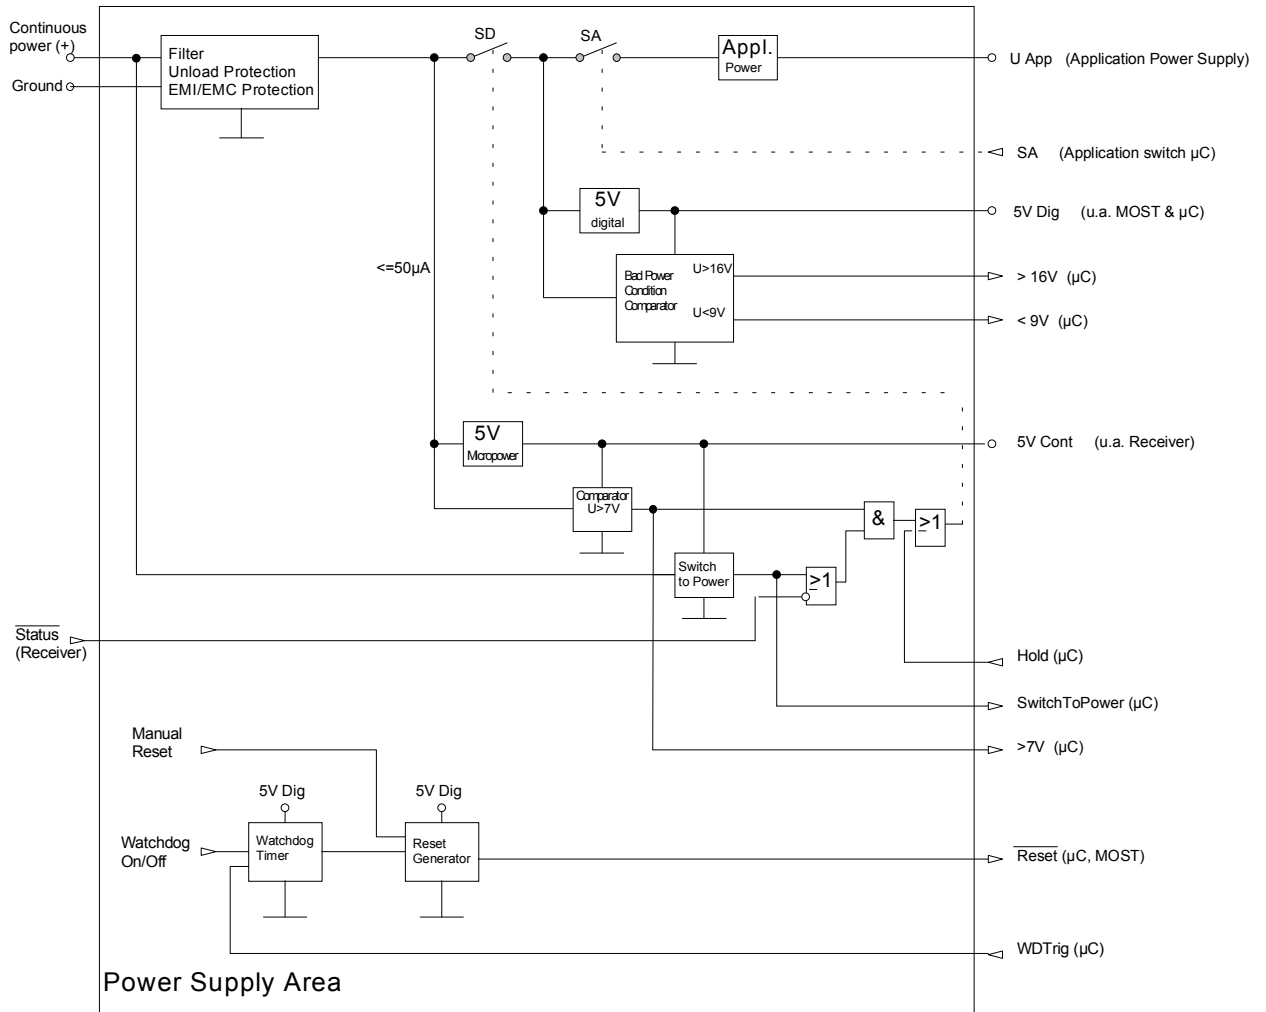 Continuous
power (+)
Ground
Filter
Unload Protection
EMI/EMC Protection
SD
SA
Appl.
Power
U App (Application Power Supply)
SA (Application switch µC)
5V
digital
5V Dig (u.a. MOST & µC)
<=50µA
Bad Power
Condition
Comparator
U>16V
U<9V
> 16V (µC)
< 9V (µC)
5V
Micropower
5V Cont (u.a. Receiver)
Comparator
U>7V
&
≥1
Switch
to Power
≥1
Status
(Receiver)
Hold (µC)
SwitchToPower (µC)
>7V (µC)
Manual
Reset
5V Dig
5V Dig
Watchdog
On/Off
Watchdog
Timer
Reset
Generator
Reset (µC, MOST)
WDTrig (µC)
Power Supply Area